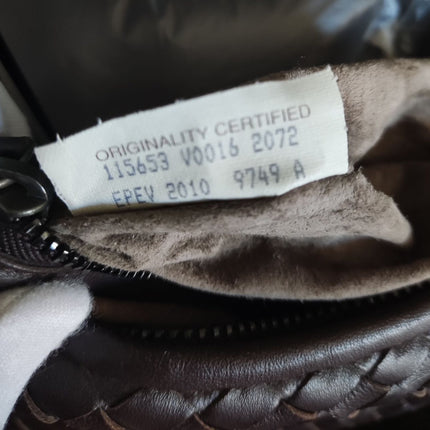 ORIGINALITY CERTIFIED
115653 V0016 2072
EPEV 2010 9749 A